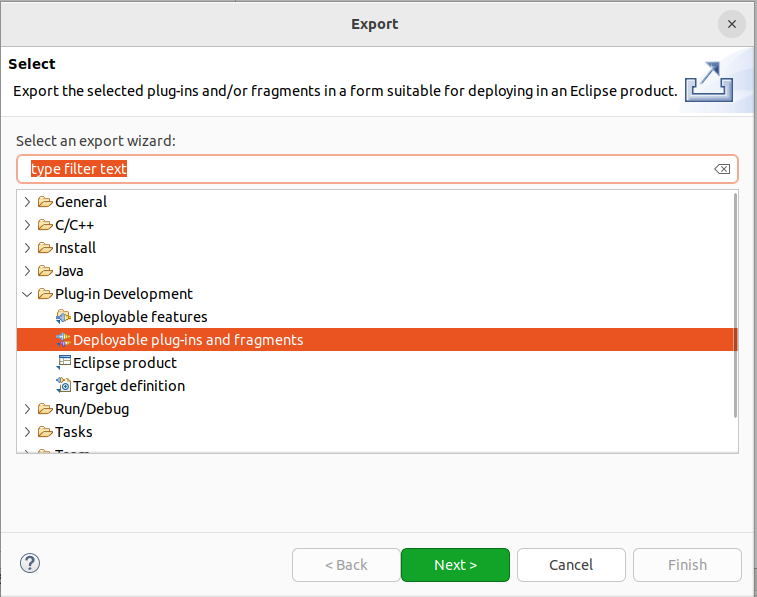 Export
Select
Export the selected plug-ins and/or fragments in a form suitable for deploying in an Eclipse product.
Select an export wizard:
type filter text
General
C/C++
Install
Java
Plug-in Development
Deployable features
Deployable plug-ins and fragments
Eclipse product
Target definition
Run/Debug
Tasks
< Back
Next >
Cancel
Finish